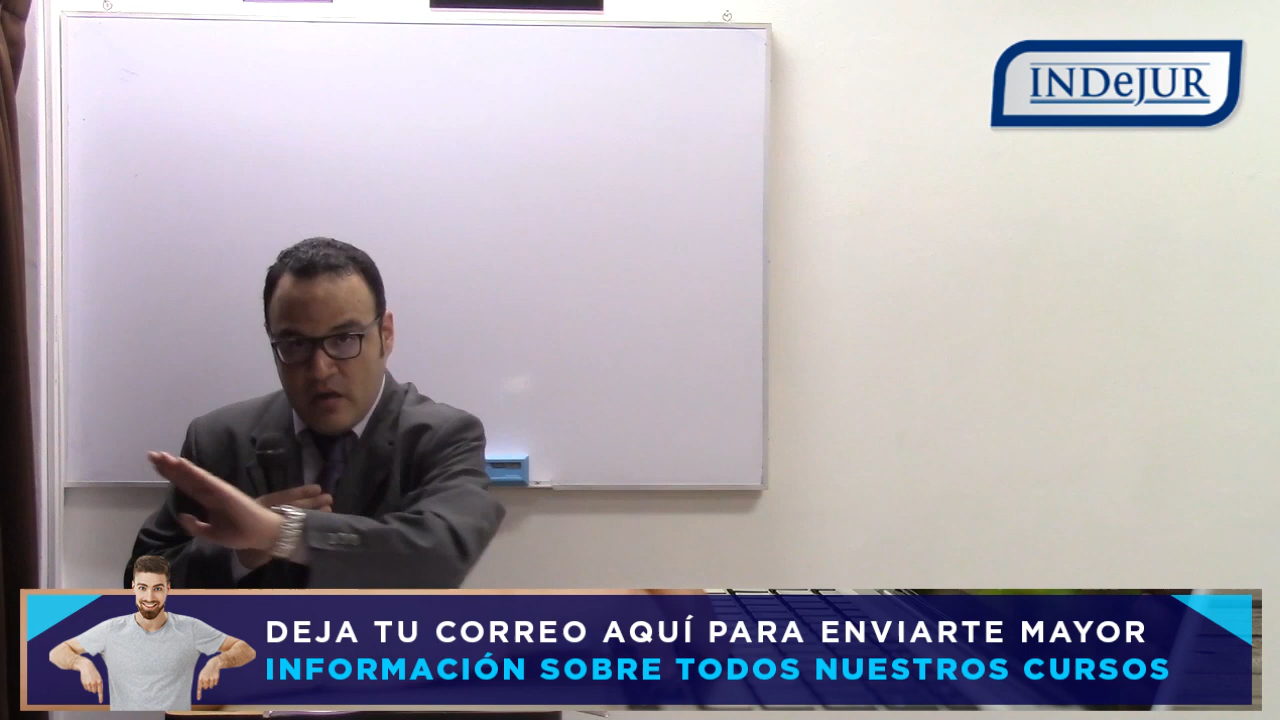 INDeJUR
DEJA TU CORREO AQUÍ PARA ENVIARTE MAYOR
INFORMACIÓN SOBRE TODOS NUESTROS CURSOS